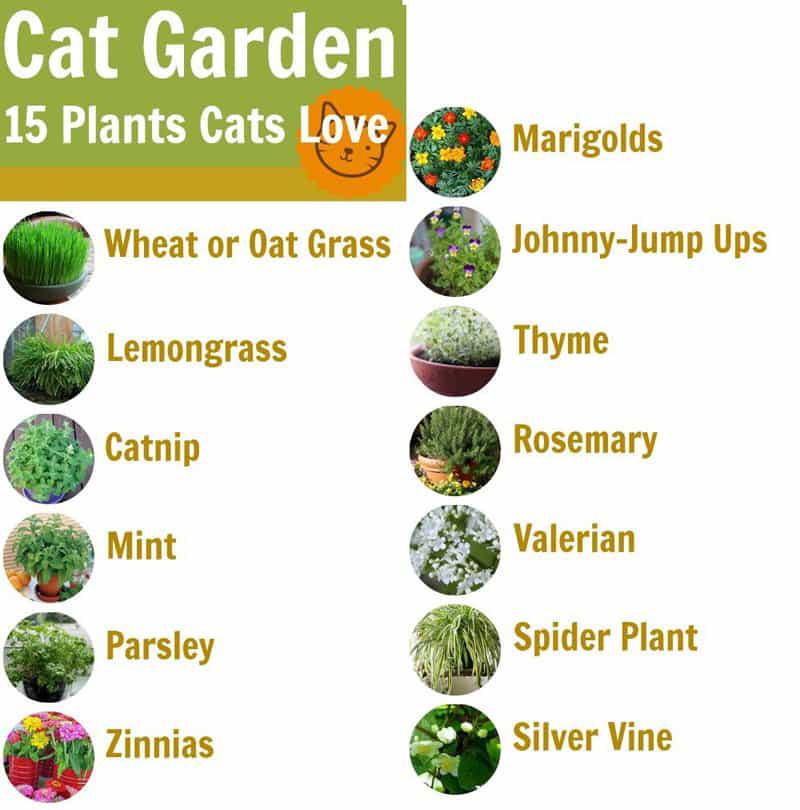 Cat Garden
15 Plants Cats Love
Wheat or Oat Grass
Lemongrass
Catnip
Mint
Parsley
Zinnias
Marigolds
Johnny-Jump Ups
Thyme
Rosemary
Valerian
Spider Plant
Silver Vine